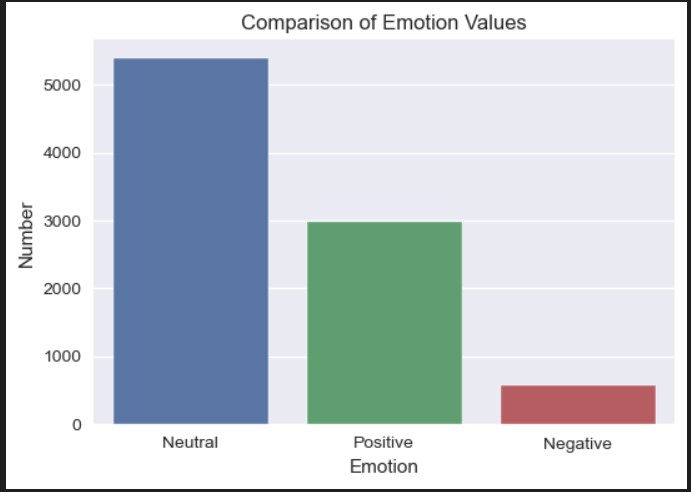 Comparison of Emotion Values
Number
5000
4000
3000
2000
1000
0
Neutral Positive Negative
Emotion